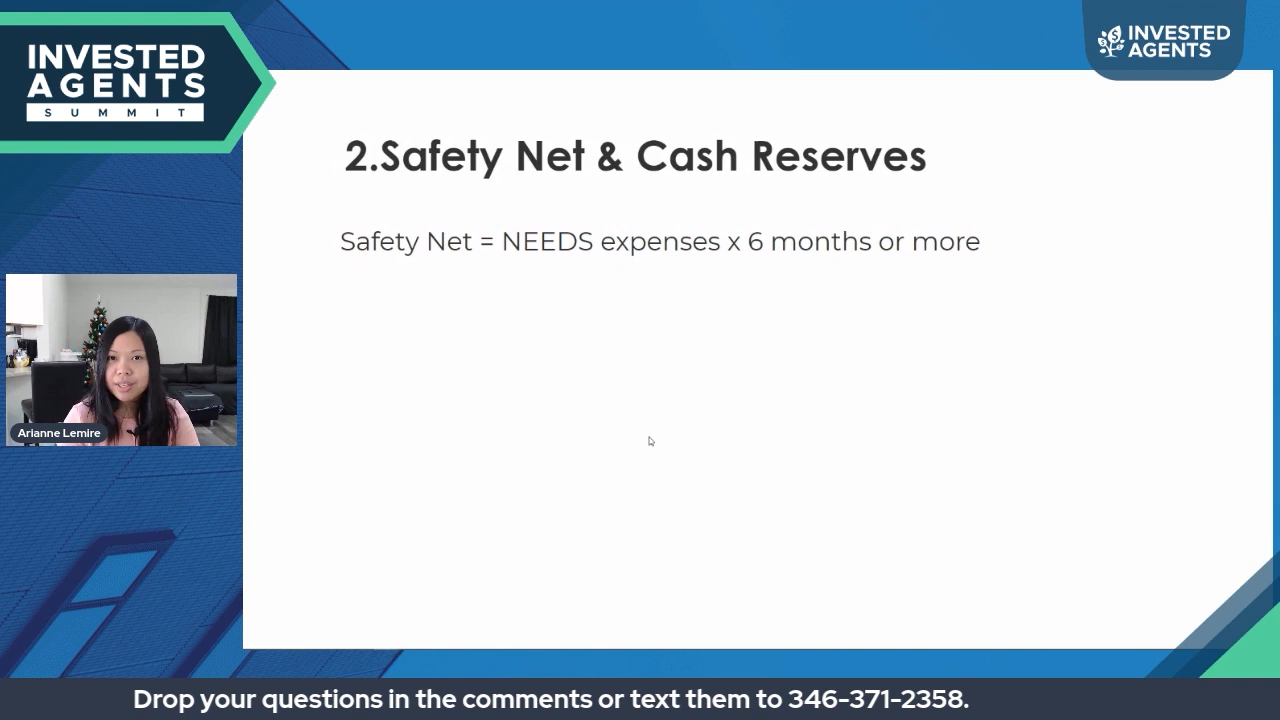 INVESTED
AGENTS
SUMMIT
INVESTED
AGENTS
2.Safety Net & Cash Reserves
Safety Net = NEEDS expenses x 6 months or more
Arianne Lemire
Drop your questions in the comments or text them to 346-371-2358.